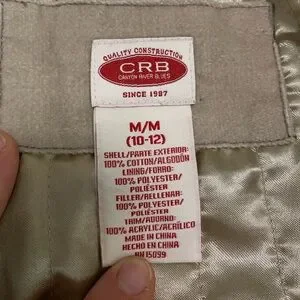 QUALITY CONSTRUCTION
CRB
CANYON RIVER BLUES
SINCE 1987
M/M
(10-12)
SHELL/PARTE EXTERIOR:
100% COTTON/ALGODÓN
LINING/FORRO:
100% POLYESTER/
POLIÉSTER
FILLER/RELLENAR:
100% POLYESTER/
POLIÉSTER
TRIM/ADORNO:
100% ACRYLIC/ACRÍLICO
MADE IN CHINA
HECHO EN CHINA
RN15099